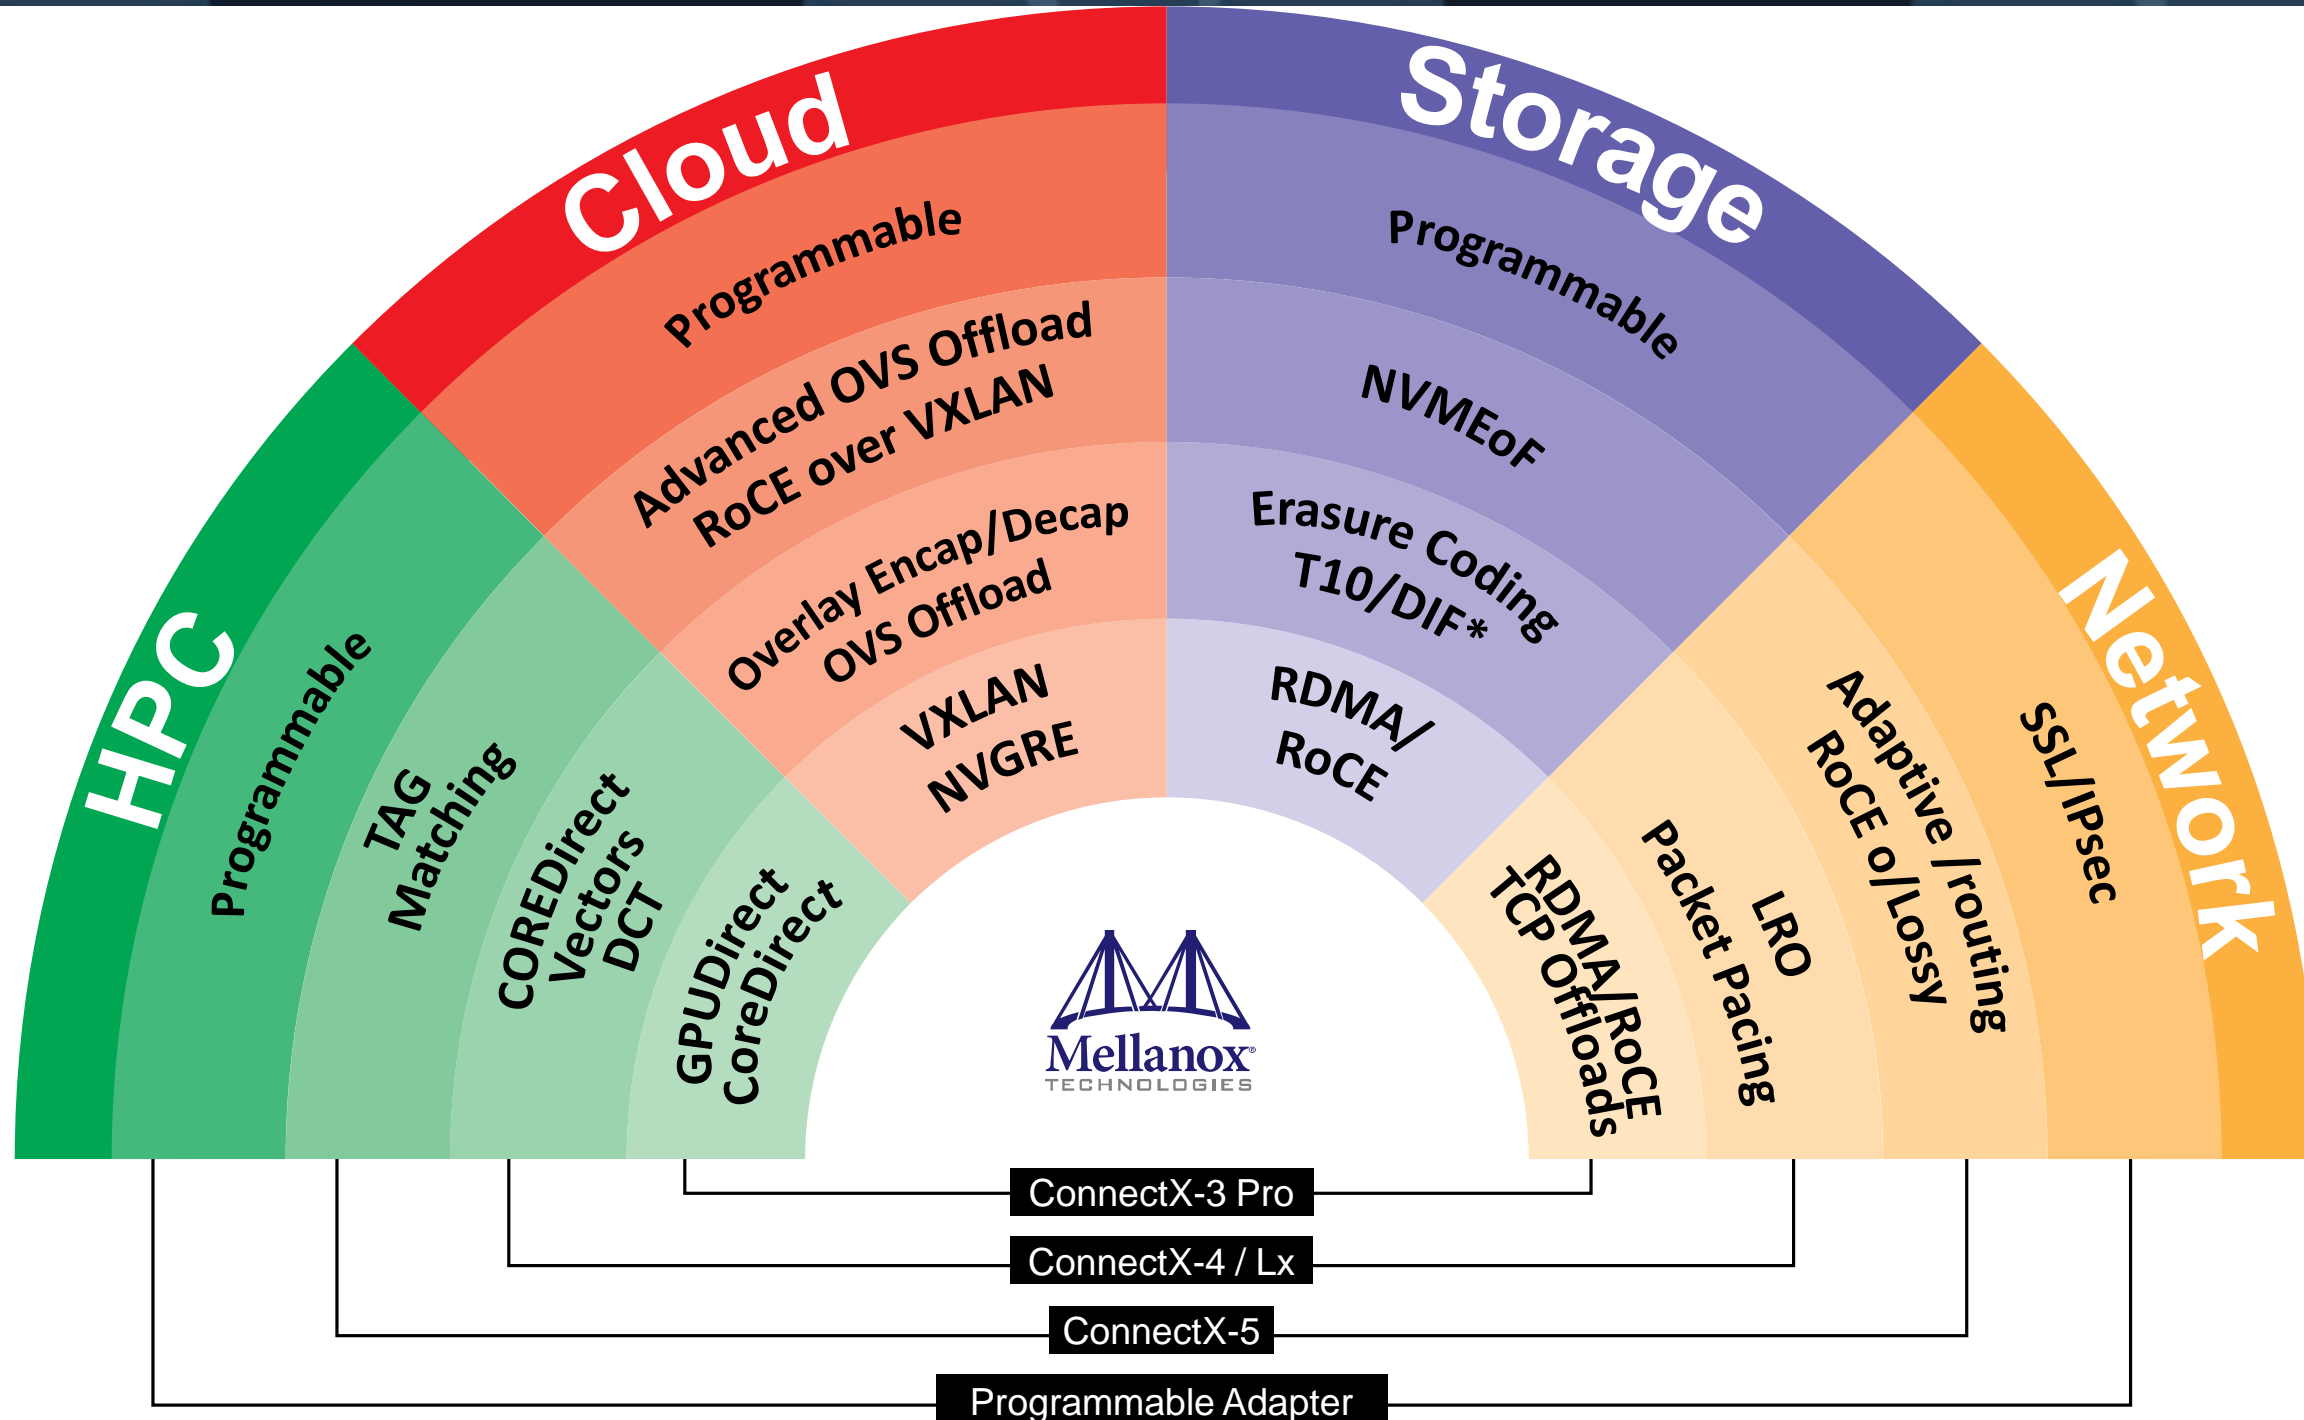 Cloud
Storage
HPC
Network
Programmable
Advanced OVS Offload
RoCE over VXLAN
Overlay Encap/Decap
OVS Offload
VXLAN
NVGRE
Programmable
NVMEoF
Erasure Coding
T10/DIF*
RDMA/
RoCE
Programmable
TAG
Matching
COREDirect
Vectors
DCT
GPUDirect
CoreDirect
SSL/IPsec
Adaptive /routing
RoCE o/Lossy
LRO
Packet Pacing
RDMA/RoCE
TCP Offloads
Mellanox®
TECHNOLOGIES
ConnectX-3 Pro
ConnectX-4 / Lx
ConnectX-5
Programmable Adapter